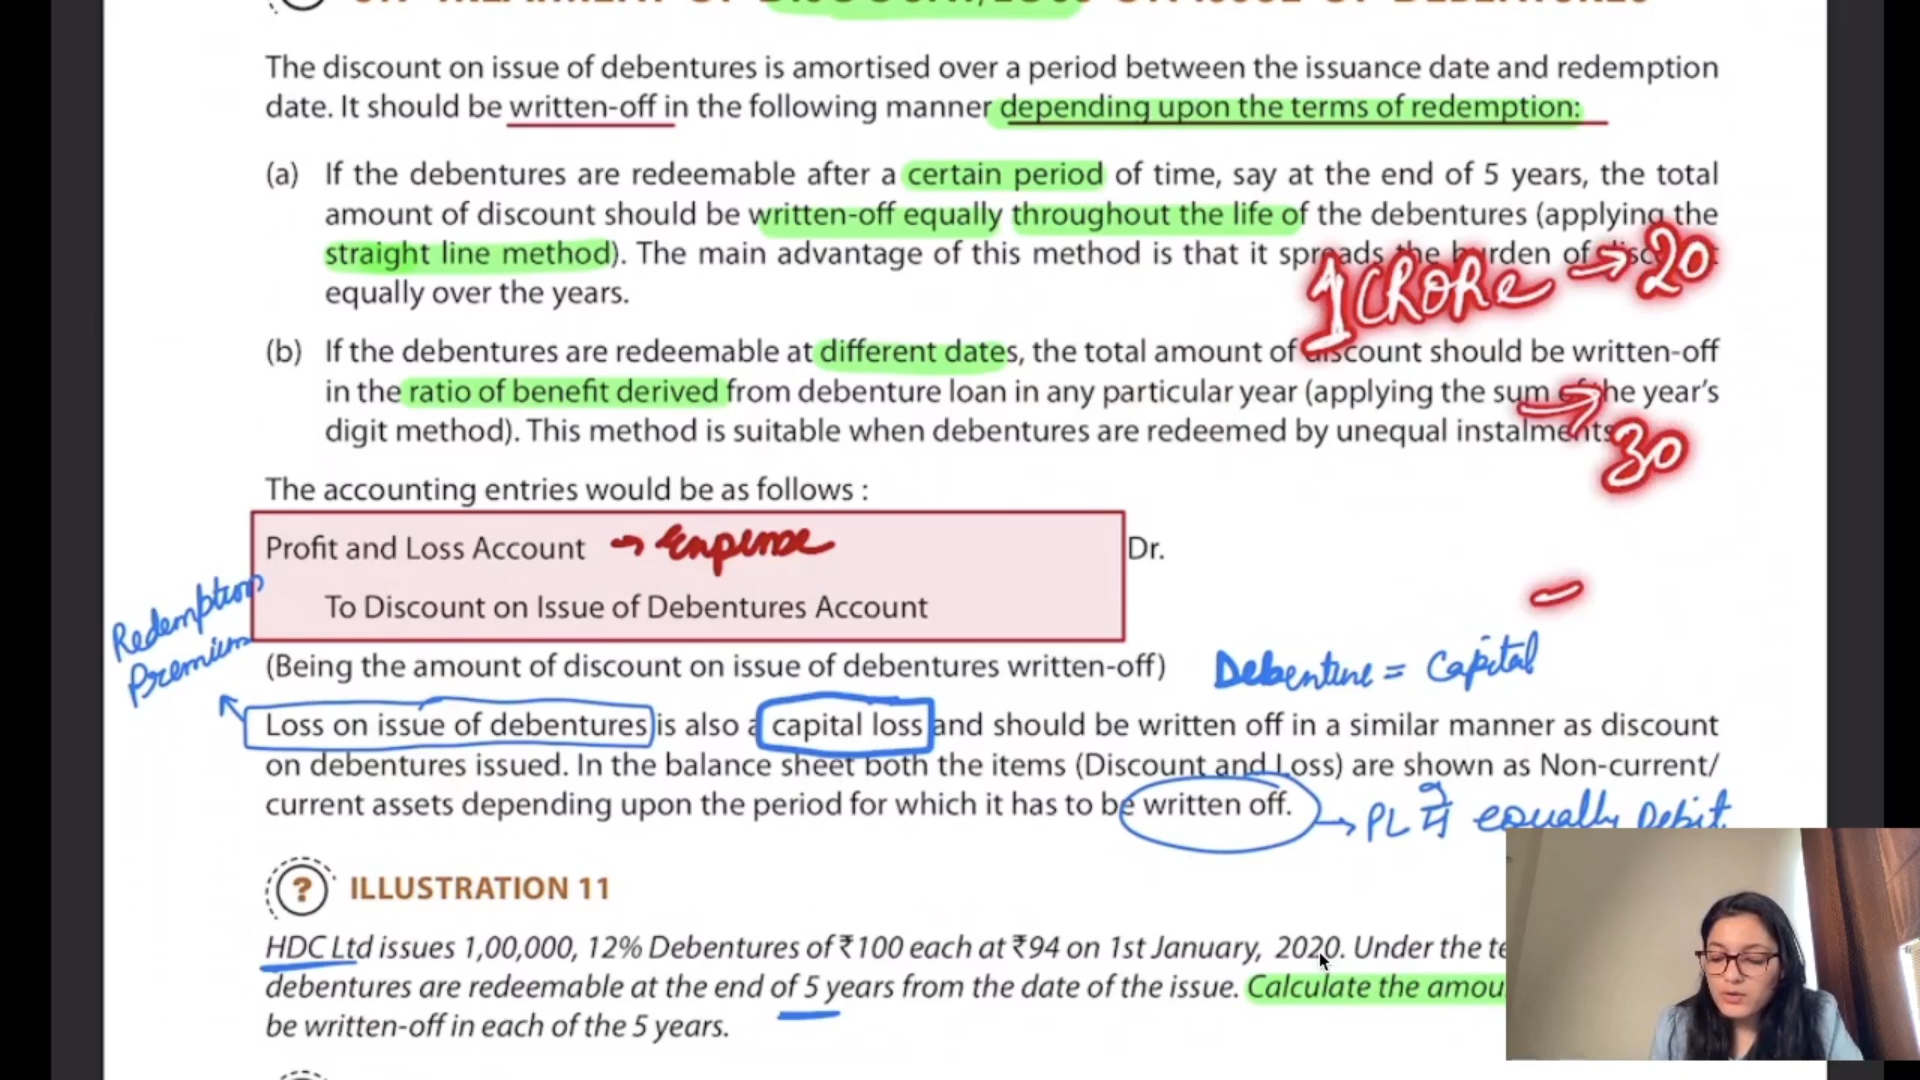 The discount on issue of debentures is amortised over a period between the issuance date and redemption
date. It should be written-off in the following manner depending upon the terms of redemption:
(a) If the debentures are redeemable after a certain period of time, say at the end of 5 years, the total
amount of discount should be written-off equally throughout the life of the debentures (applying the
straight line method). The main advantage of this method is that it spreads the burden of
equally over the years.
1 CRORE → 20
(b) If the debentures are redeemable at different dates, the total amount of discount should be written-off
in the ratio of benefit derived from debenture loan in any particular year (applying the sum of the year's
digit method). This method is suitable when debentures are redeemed by unequal instalments
→ 30
The accounting entries would be as follows :
Profit and Loss Account → Expense Dr.
To Discount on Issue of Debentures Account
Redemption
Premium
(Being the amount of discount on issue of debentures written-off) Debenture = Capital
Loss on issue of debentures is also a capital loss and should be written off in a similar manner as discount
on debentures issued. In the balance sheet both the items (Discount and Loss) are shown as Non-current/
current assets depending upon the period for which it has to be written off. → PL में equally Debit
? ILLUSTRATION 11
HDC Ltd issues 1,00,000, 12% Debentures of ₹100 each at ₹94 on 1st January, 2020. Under the
debentures are redeemable at the end of 5 years from the date of the issue. Calculate the
be written-off in each of the 5 years.